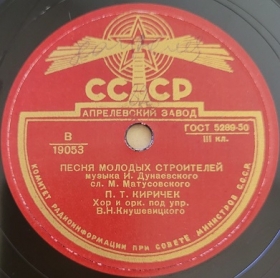 СССР
АПРЕЛЕВСКИЙ ЗАВОД
В
19053
ГОСТ 5289-50
III кл.
ПЕСНЯ МОЛОДЫХ СТРОИТЕЛЕЙ
музыка И. Дунаевского
сл. М. Матусовского
П. Т. КИРИЧЕК
Хор и орк. под упр.
В.Н.Кнушевицкого
КОМИТЕТ РАДИОИНФОРМАЦИИ ПРИ СОВЕТЕ МИНИСТРОВ СССР